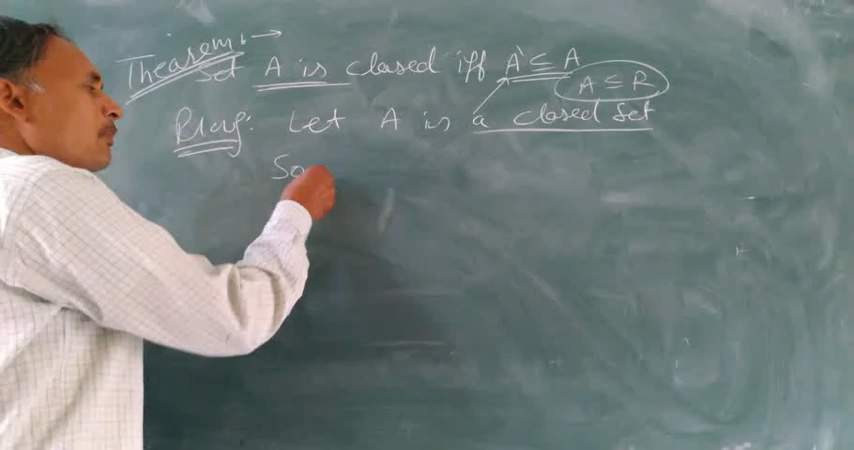 Theorem: →
Set A is closed iff A' ⊆ A
A ⊆ R
Proof: Let A is a closed set
So